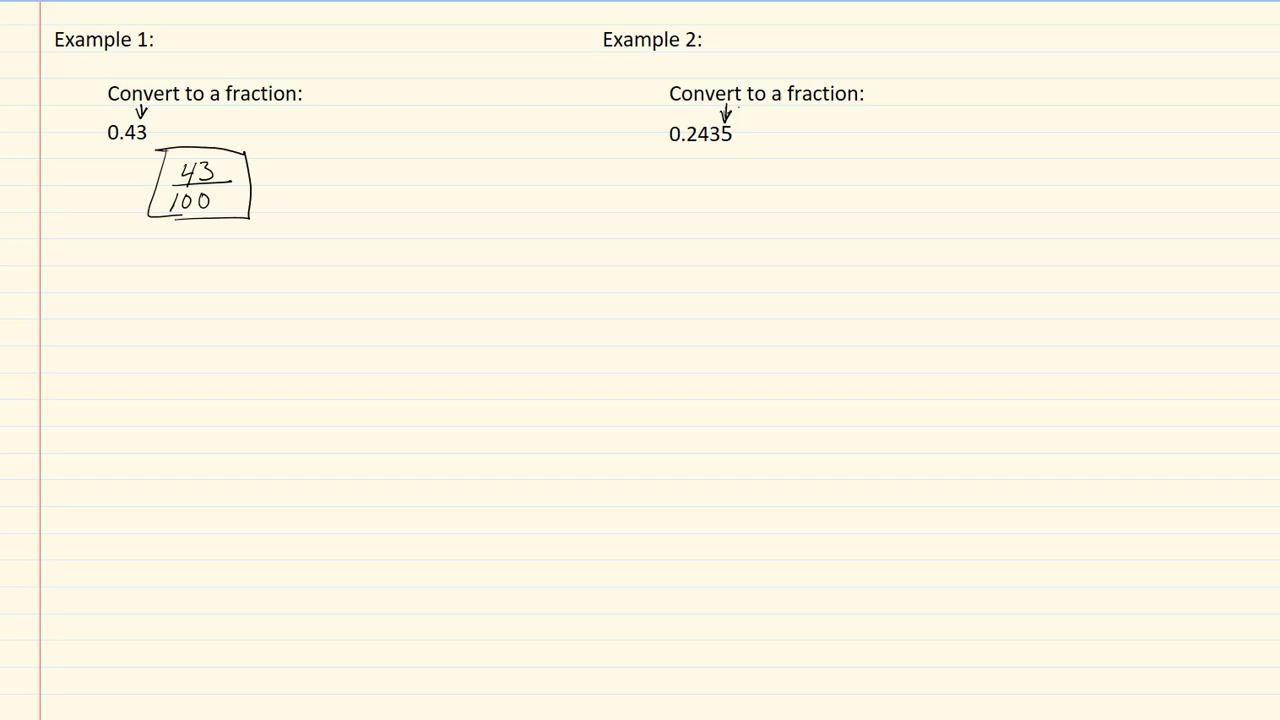 Example 1:
Convert to a fraction:
0.43
43
100
Example 2:
Convert to a fraction:
0.2435